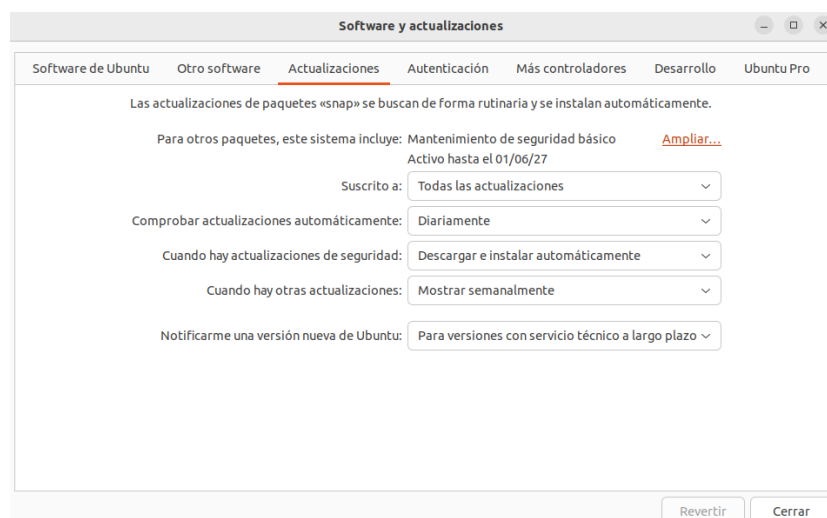 Software y actualizaciones
Software de Ubuntu Otro software Actualizaciones Autenticación Más controladores Desarrollo Ubuntu Pro
Las actualizaciones de paquetes «snap» se buscan de forma rutinaria y se instalan automáticamente.
Para otros paquetes, este sistema incluye: Mantenimiento de seguridad básico Ampliar...
Activo hasta el 01/06/27
Suscrito a: Todas las actualizaciones
Comprobar actualizaciones automáticamente: Diariamente
Cuando hay actualizaciones de seguridad: Descargar e instalar automáticamente
Cuando hay otras actualizaciones: Mostrar semanalmente
Notificarme una versión nueva de Ubuntu: Para versiones con servicio técnico a largo plazo
Revertir Cerrar